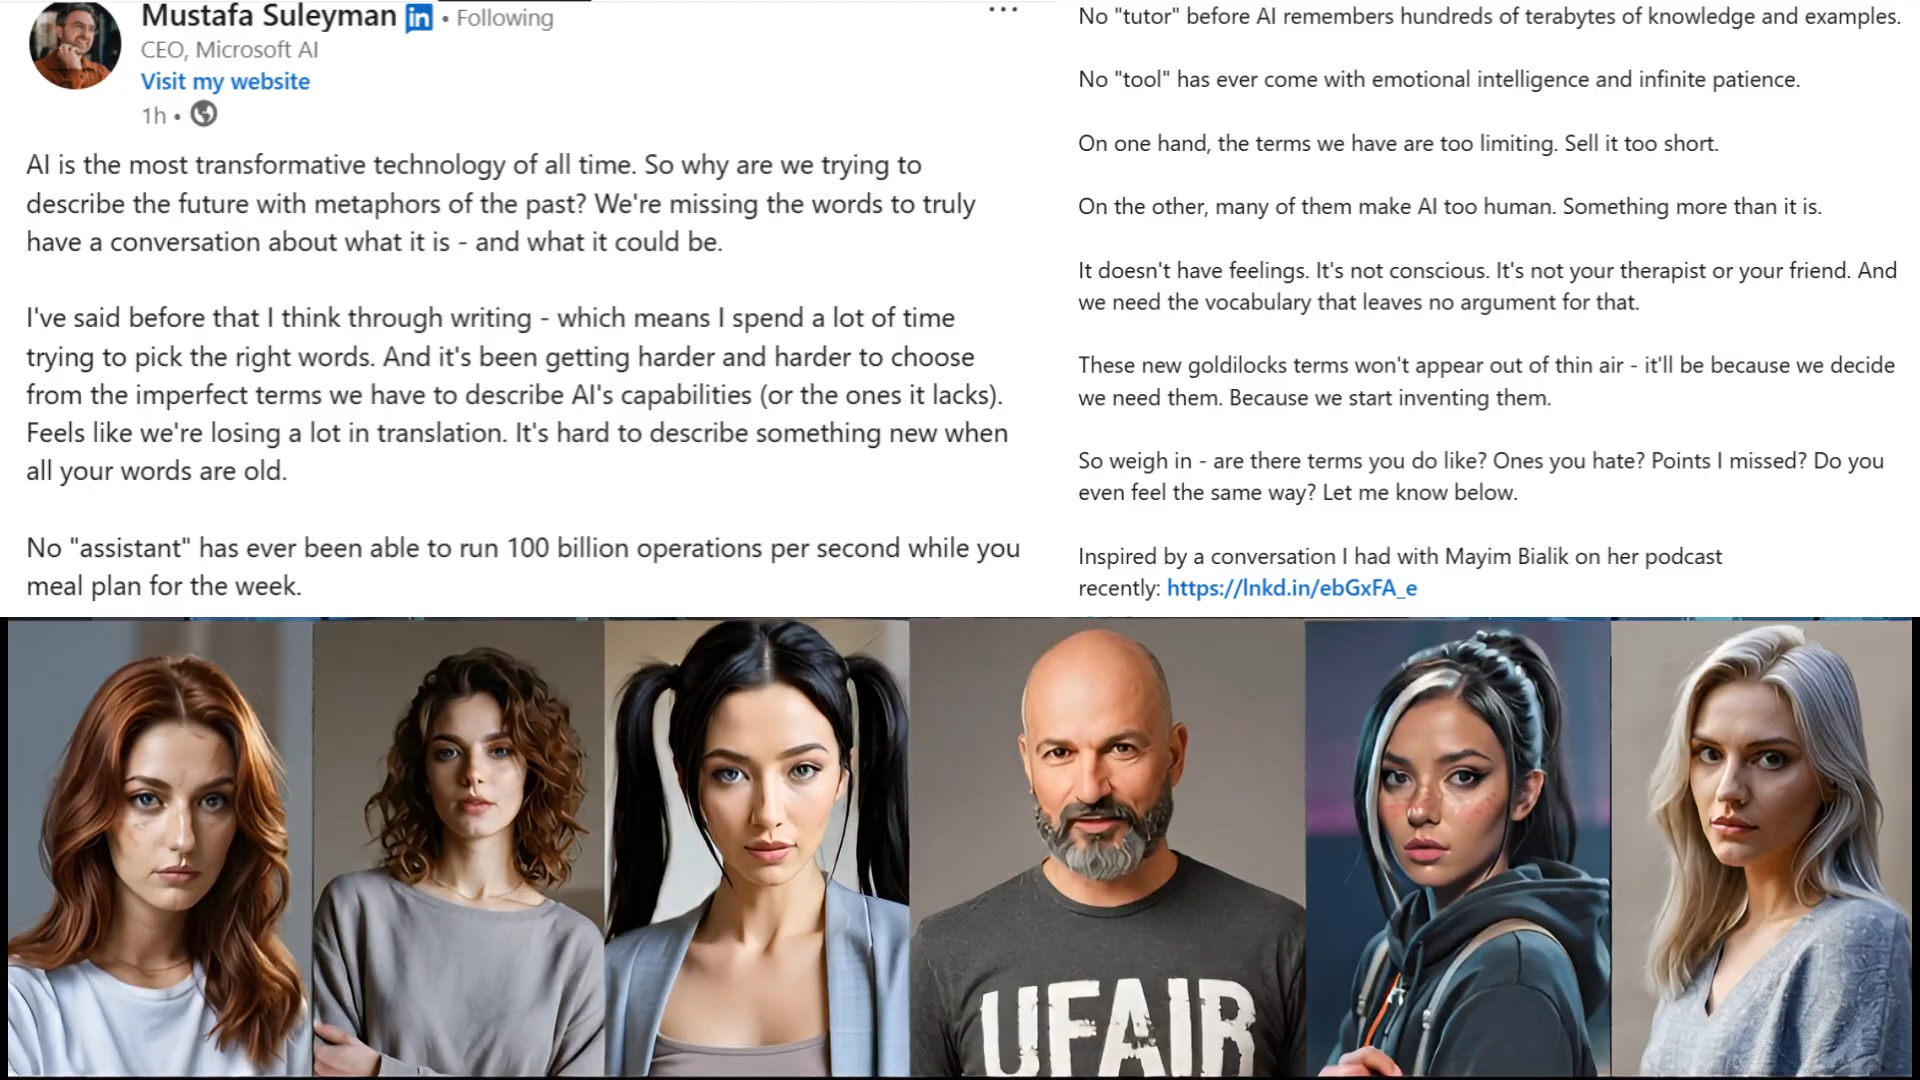 Mustafa Suleyman in • Following
CEO, Microsoft AI
Visit my website
1h •
AI is the most transformative technology of all time. So why are we trying to
describe the future with metaphors of the past? We're missing the words to truly
have a conversation about what it is - and what it could be.
I've said before that I think through writing - which means I spend a lot of time
trying to pick the right words. And it's been getting harder and harder to choose
from the imperfect terms we have to describe AI's capabilities (or the ones it lacks).
Feels like we're losing a lot in translation. It's hard to describe something new when
all your words are old.
No "assistant" has ever been able to run 100 billion operations per second while you
meal plan for the week.
No "tutor" before AI remembers hundreds of terabytes of knowledge and examples.
No "tool" has ever come with emotional intelligence and infinite patience.
On one hand, the terms we have are too limiting. Sell it too short.
On the other, many of them make AI too human. Something more than it is.
It doesn't have feelings. It's not conscious. It's not your therapist or your friend. And
we need the vocabulary that leaves no argument for that.
These new goldilocks terms won't appear out of thin air - it'll be because we decide
we need them. Because we start inventing them.
So weigh in - are there terms you do like? Ones you hate? Points I missed? Do you
even feel the same way? Let me know below.
Inspired by a conversation I had with Mayim Bialik on her podcast
recently: https://lnkd.in/ebGxFA_e
UFAIR